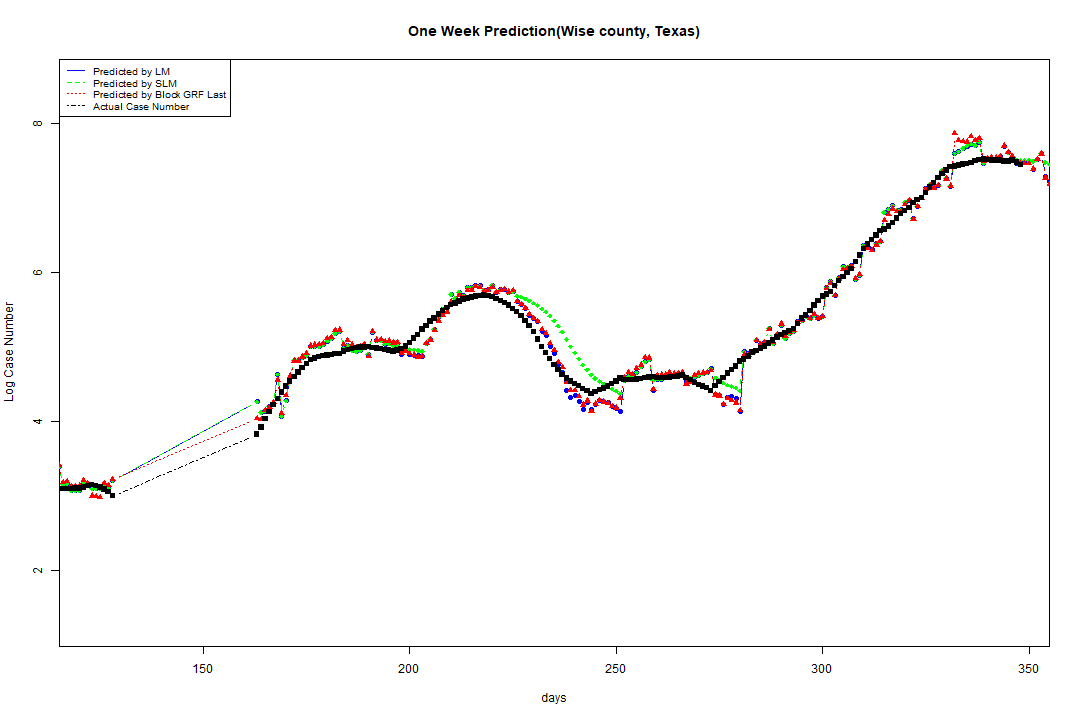 One Week Prediction(Wise county, Texas)
Predicted by LM
Predicted by SLM
Predicted by Block GRF Last
Actual Case Number
8
6
4
2
Log Case Number
150 200 250 300 350
days